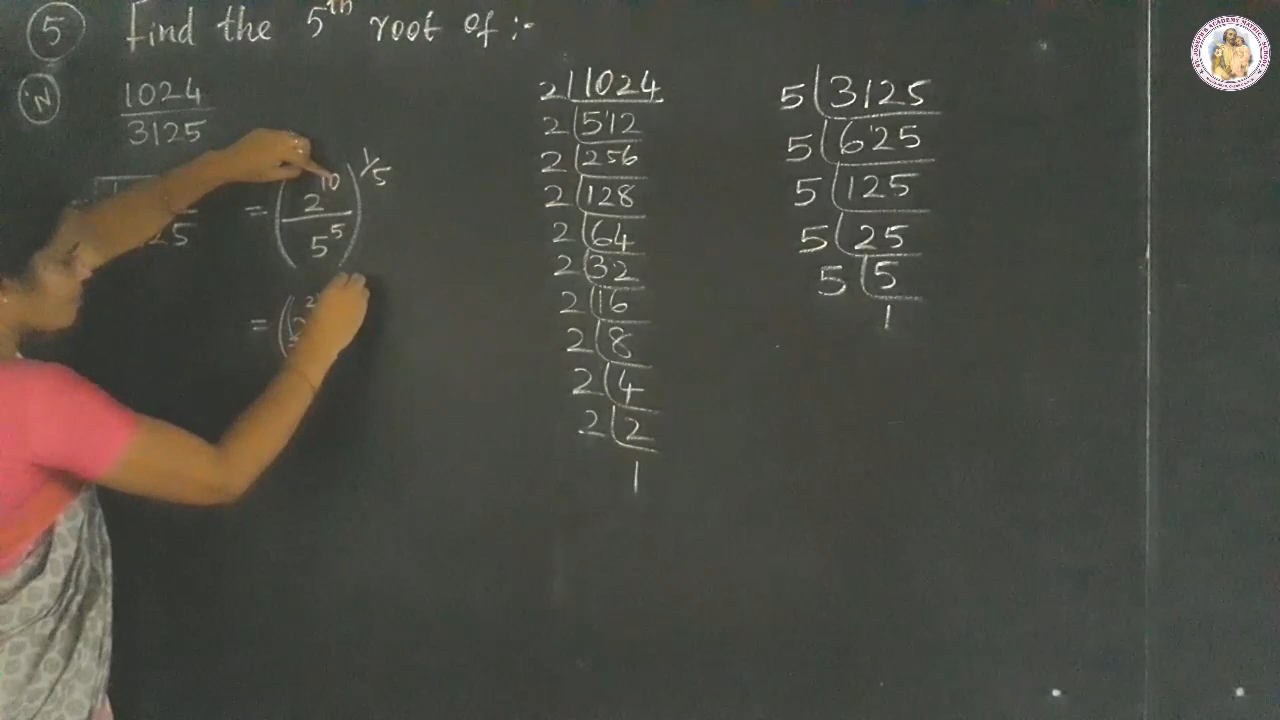 5 Find the 5th root of :-
iv) 1024/3125
= (2^10/5^5)^1/5
= (2^2
2 | 1024
2 | 512
2 | 256
2 | 128
2 | 64
2 | 32
2 | 16
2 | 8
2 | 4
2 | 2
1
5 | 3125
5 | 625
5 | 125
5 | 25
5 | 5
1